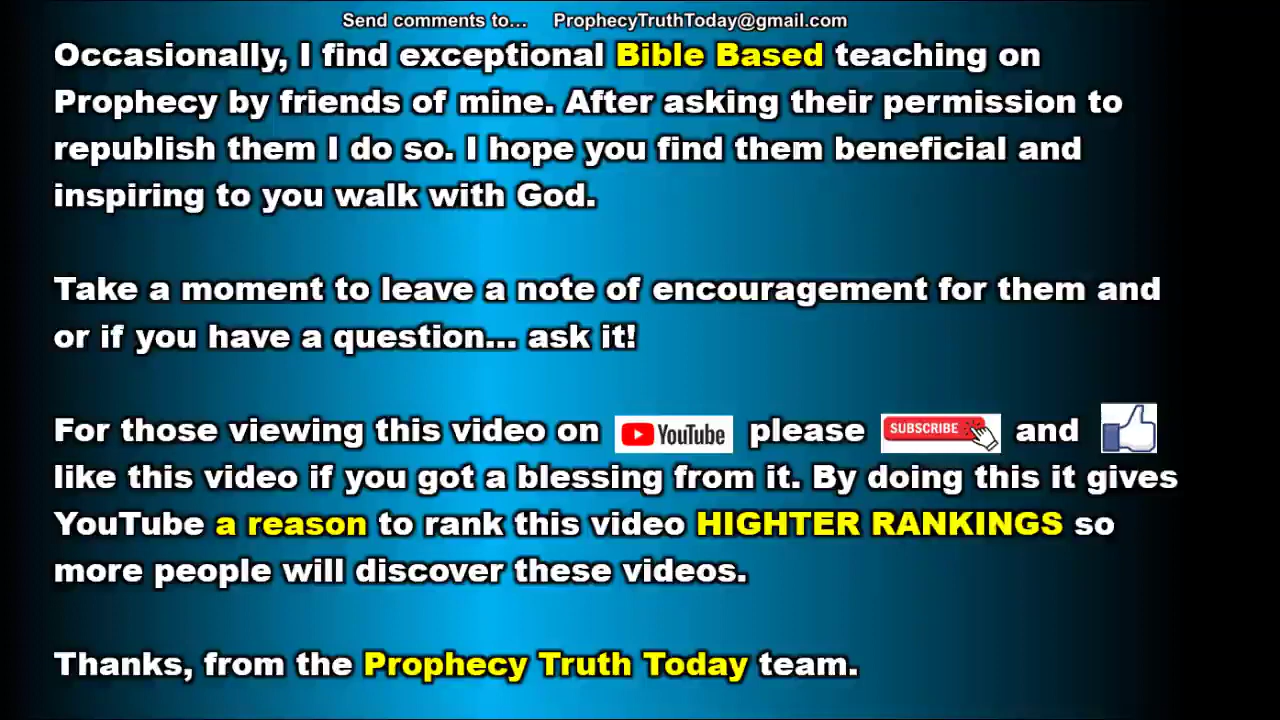 Send comments to... ProphecyTruthToday@gmail.com
Occasionally, I find exceptional Bible Based teaching on
Prophecy by friends of mine. After asking their permission to
republish them I do so. I hope you find them beneficial and
inspiring to you walk with God.
Take a moment to leave a note of encouragement for them and
or if you have a question... ask it!
For those viewing this video on YouTube please SUBSCRIBE and
like this video if you got a blessing from it. By doing this it gives
YouTube a reason to rank this video HIGHTER RANKINGS so
more people will discover these videos.
Thanks, from the Prophecy Truth Today team.